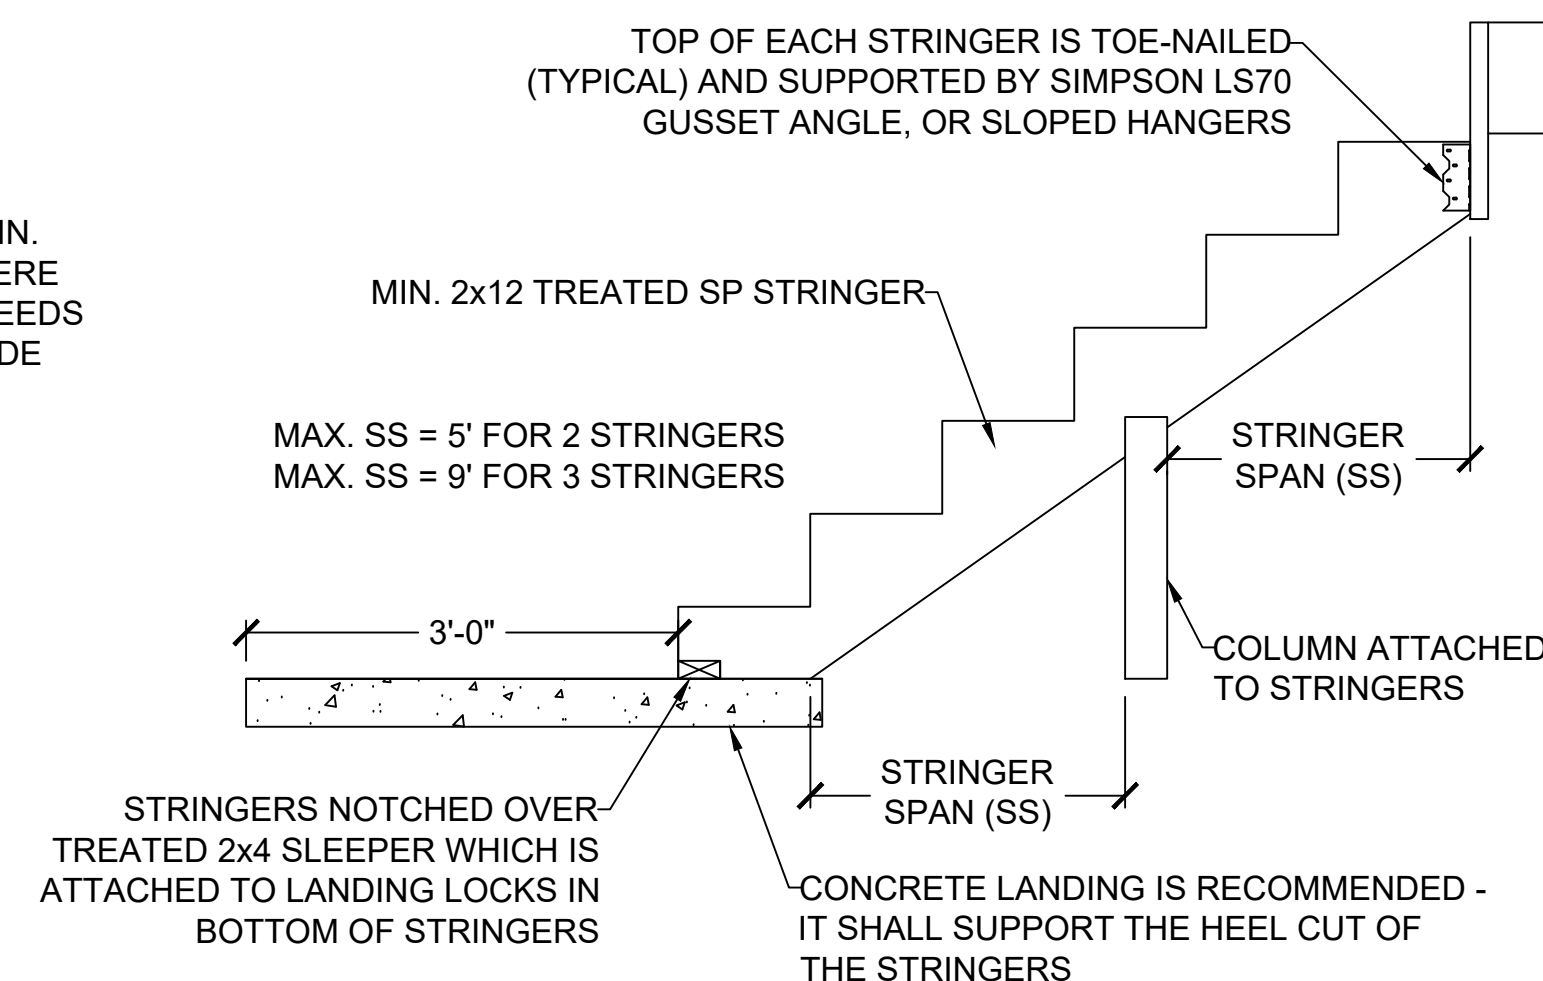 TOP OF EACH STRINGER IS TOE-NAILED
(TYPICAL) AND SUPPORTED BY SIMPSON LS70
GUSSET ANGLE, OR SLOPED HANGERS
IN.
ERE
EEDS
DE
MIN. 2x12 TREATED SP STRINGER
MAX. SS = 5' FOR 2 STRINGERS
MAX. SS = 9' FOR 3 STRINGERS
STRINGER
SPAN (SS)
3'-0"
COLUMN ATTACHED
TO STRINGERS
STRINGER
SPAN (SS)
STRINGERS NOTCHED OVER
TREATED 2x4 SLEEPER WHICH IS
ATTACHED TO LANDING LOCKS IN
BOTTOM OF STRINGERS
CONCRETE LANDING IS RECOMMENDED -
IT SHALL SUPPORT THE HEEL CUT OF
THE STRINGERS